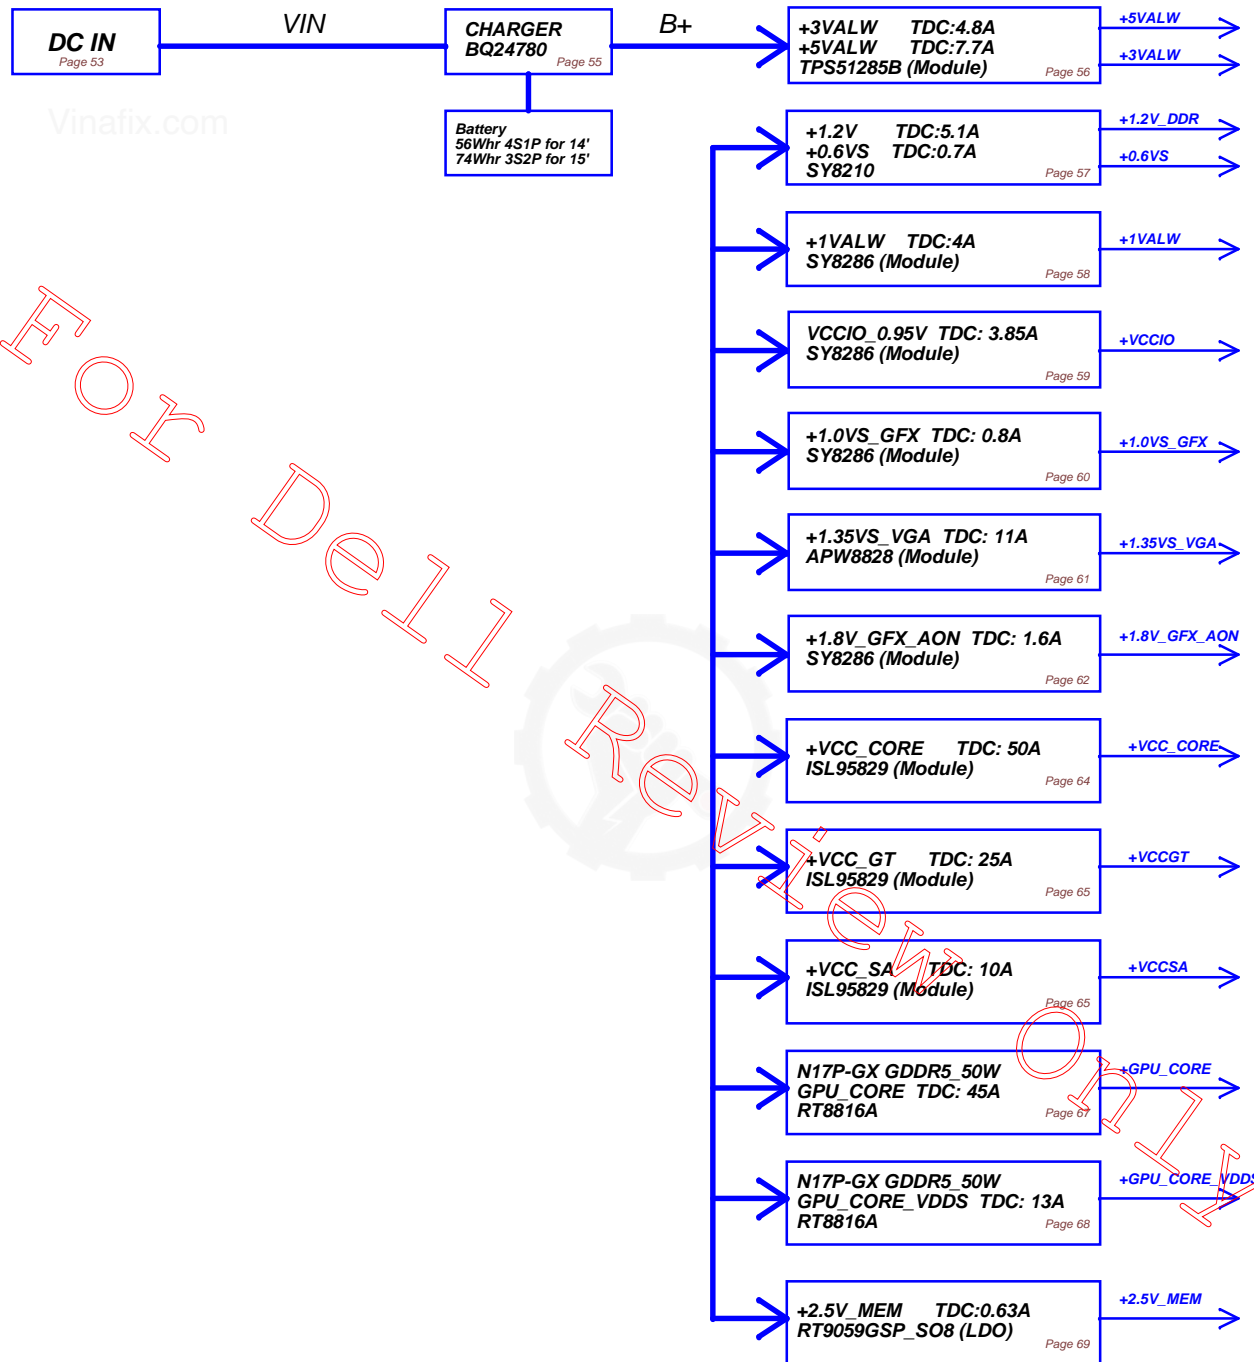 DC IN
Page 53
VIN
CHARGER
BQ24780
Page 55
B+
Battery
56Whr 4S1P for 14'
74Whr 3S2P for 15'
Vinafix.com
+3VALW TDC:4.8A
+5VALW TDC:7.7A
TPS51285B (Module)
Page 56
+5VALW
+3VALW
+1.2V TDC:5.1A
+0.6VS TDC:0.7A
SY8210
Page 57
+1.2V_DDR
+0.6VS
+1VALW TDC:4A
SY8286 (Module)
Page 58
+1VALW
VCCIO_0.95V TDC: 3.85A
SY8286 (Module)
Page 59
+VCCIO
+1.0VS_GFX TDC: 0.8A
SY8286 (Module)
Page 60
+1.0VS_GFX
+1.35VS_VGA TDC: 11A
APW8828 (Module)
Page 61
+1.35VS_VGA
+1.8V_GFX_AON TDC: 1.6A
SY8286 (Module)
Page 62
+1.8V_GFX_AON
+VCC_CORE TDC: 50A
ISL95829 (Module)
Page 64
+VCC_CORE
+VCC_GT TDC: 25A
ISL95829 (Module)
Page 65
+VCCGT
+VCC_SA TDC: 10A
ISL95829 (Module)
Page 65
+VCCSA
N17P-GX GDDR5_50W
GPU_CORE TDC: 45A
RT8816A
Page 67
+GPU_CORE
N17P-GX GDDR5_50W
GPU_CORE_VDDS TDC: 13A
RT8816A
Page 68
+GPU_CORE_VDDS
+2.5V_MEM TDC:0.63A
RT9059GSP_SO8 (LDO)
Page 69
+2.5V_MEM
For Dell Review Only